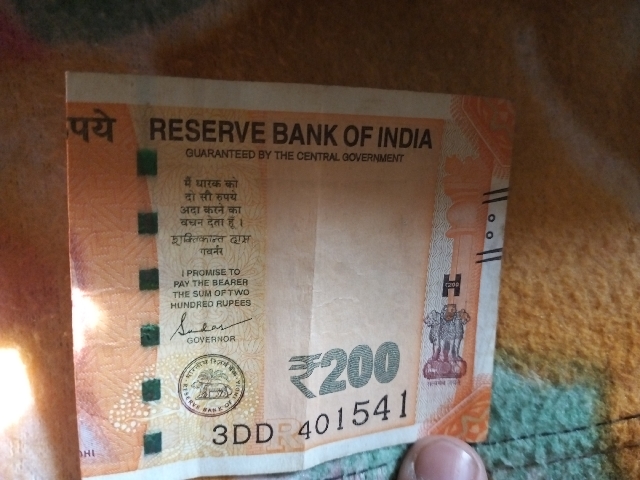 पये
RESERVE BANK OF INDIA
GUARANTEED BY THE CENTRAL GOVERNMENT
मैं धारक को
दो सौ रुपये
अदा करने का
वचन देता हूँ ।
शक्तिकान्त दास
गवर्नर
I PROMISE TO
PAY THE BEARER
THE SUM OF TWO
HUNDRED RUPEES
GOVERNOR
₹200
3DD 401541